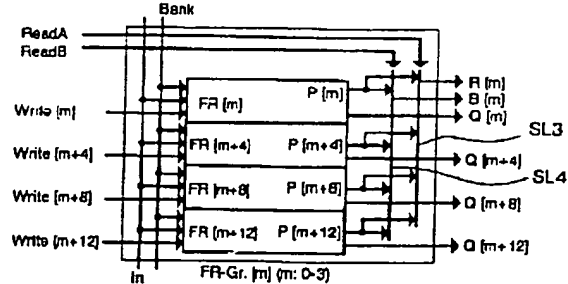 Bank
ReadA
ReadB
Write [m]
Write [m+4]
Write [m+8]
Write [m+12]
In
FR [m]
P [m]
FR [m+4]
P [m+4]
FR [m+8]
P [m+8]
FR [m+12]
P [m+12]
R [m]
B [m]
Q [m]
SL3
Q [m+4]
SL4
Q [m+8]
Q [m+12]
FR-Gr. [m] (m: 0-3)